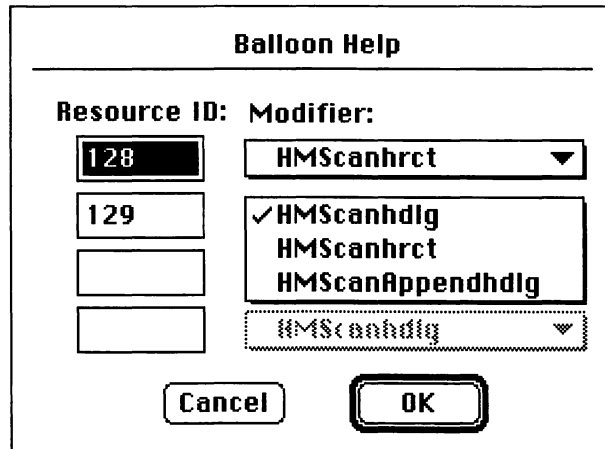 Balloon Help
Resource ID: Modifier:
128 HMScanhrct
129 ✓HMScanhdlg
HMScanhrct
HMScanAppendhdlg
HMScanhdlg
Cancel OK